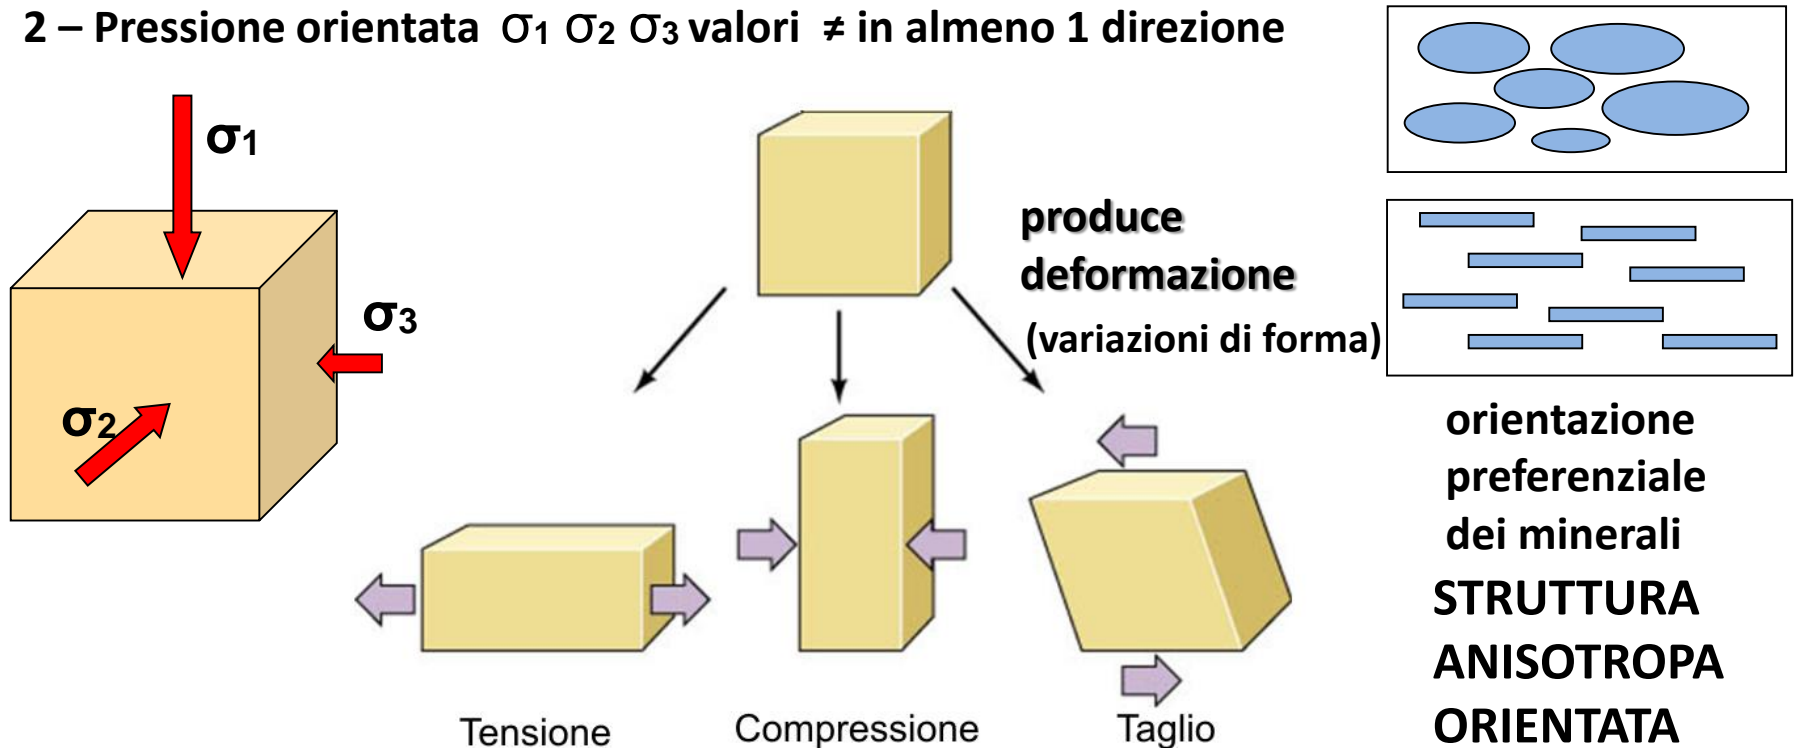 2 – Pressione orientata σ1 σ2 σ3 valori ≠ in almeno 1 direzione
σ1
σ3
σ2
produce
deformazione
(variazioni di forma)
Tensione
Compressione
Taglio
orientazione
preferenziale
dei minerali
STRUTTURA
ANISOTROPA
ORIENTATA